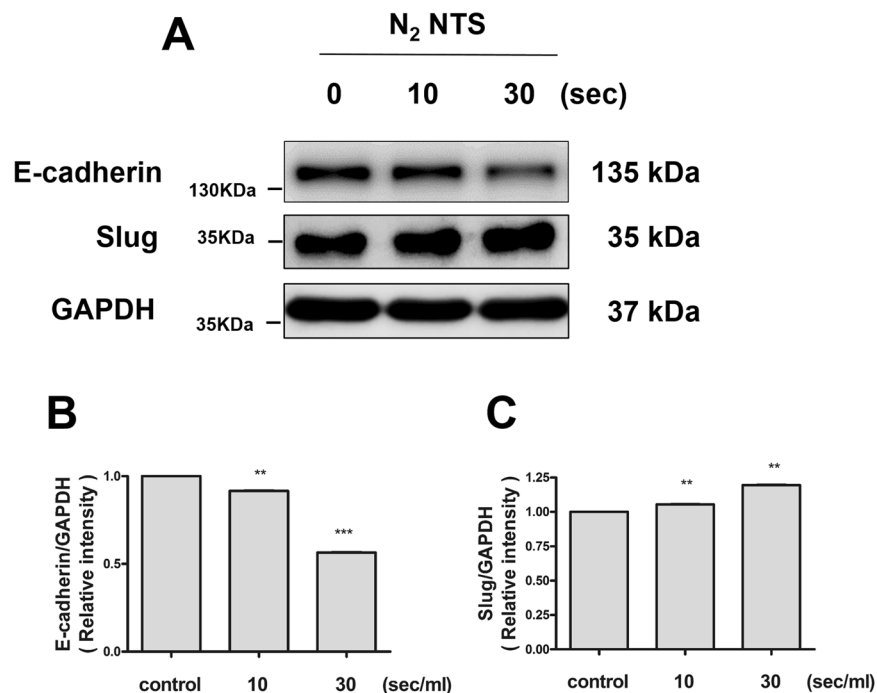 A
N₂ NTS
0 10 30 (sec)
E-cadherin 130KDa 135 kDa
Slug 35KDa 35 kDa
GAPDH 35KDa 37 kDa
B
E-cadherin/GAPDH
( Relative intensity )
1.0
0.5
0.0
**
***
control 10 30 (sec/ml)
C
Slug/GAPDH
( Relative intensity )
1.25
1.00
0.75
0.50
0.25
0.00
**
**
control 10 30 (sec/ml)